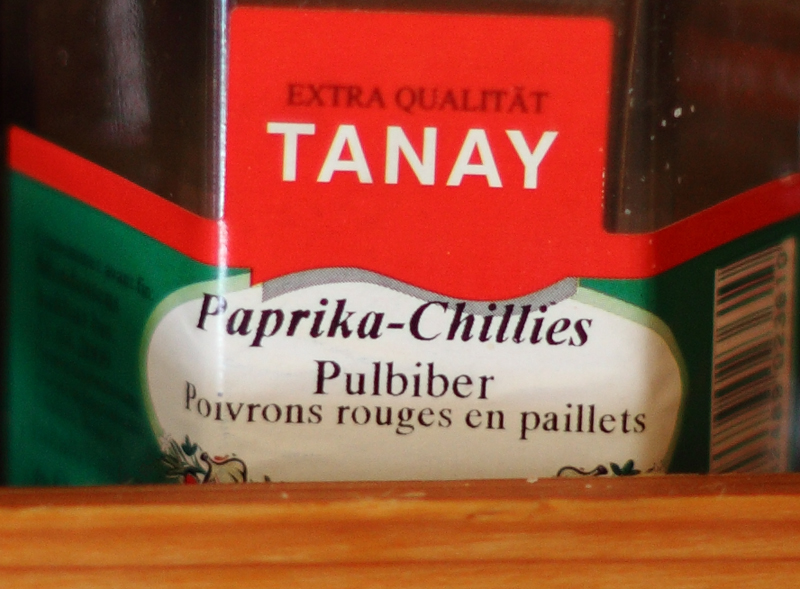 EXTRA QUALITÄT
TANAY
Paprika-Chillies
Pulbiber
Poivrons rouges en paillets